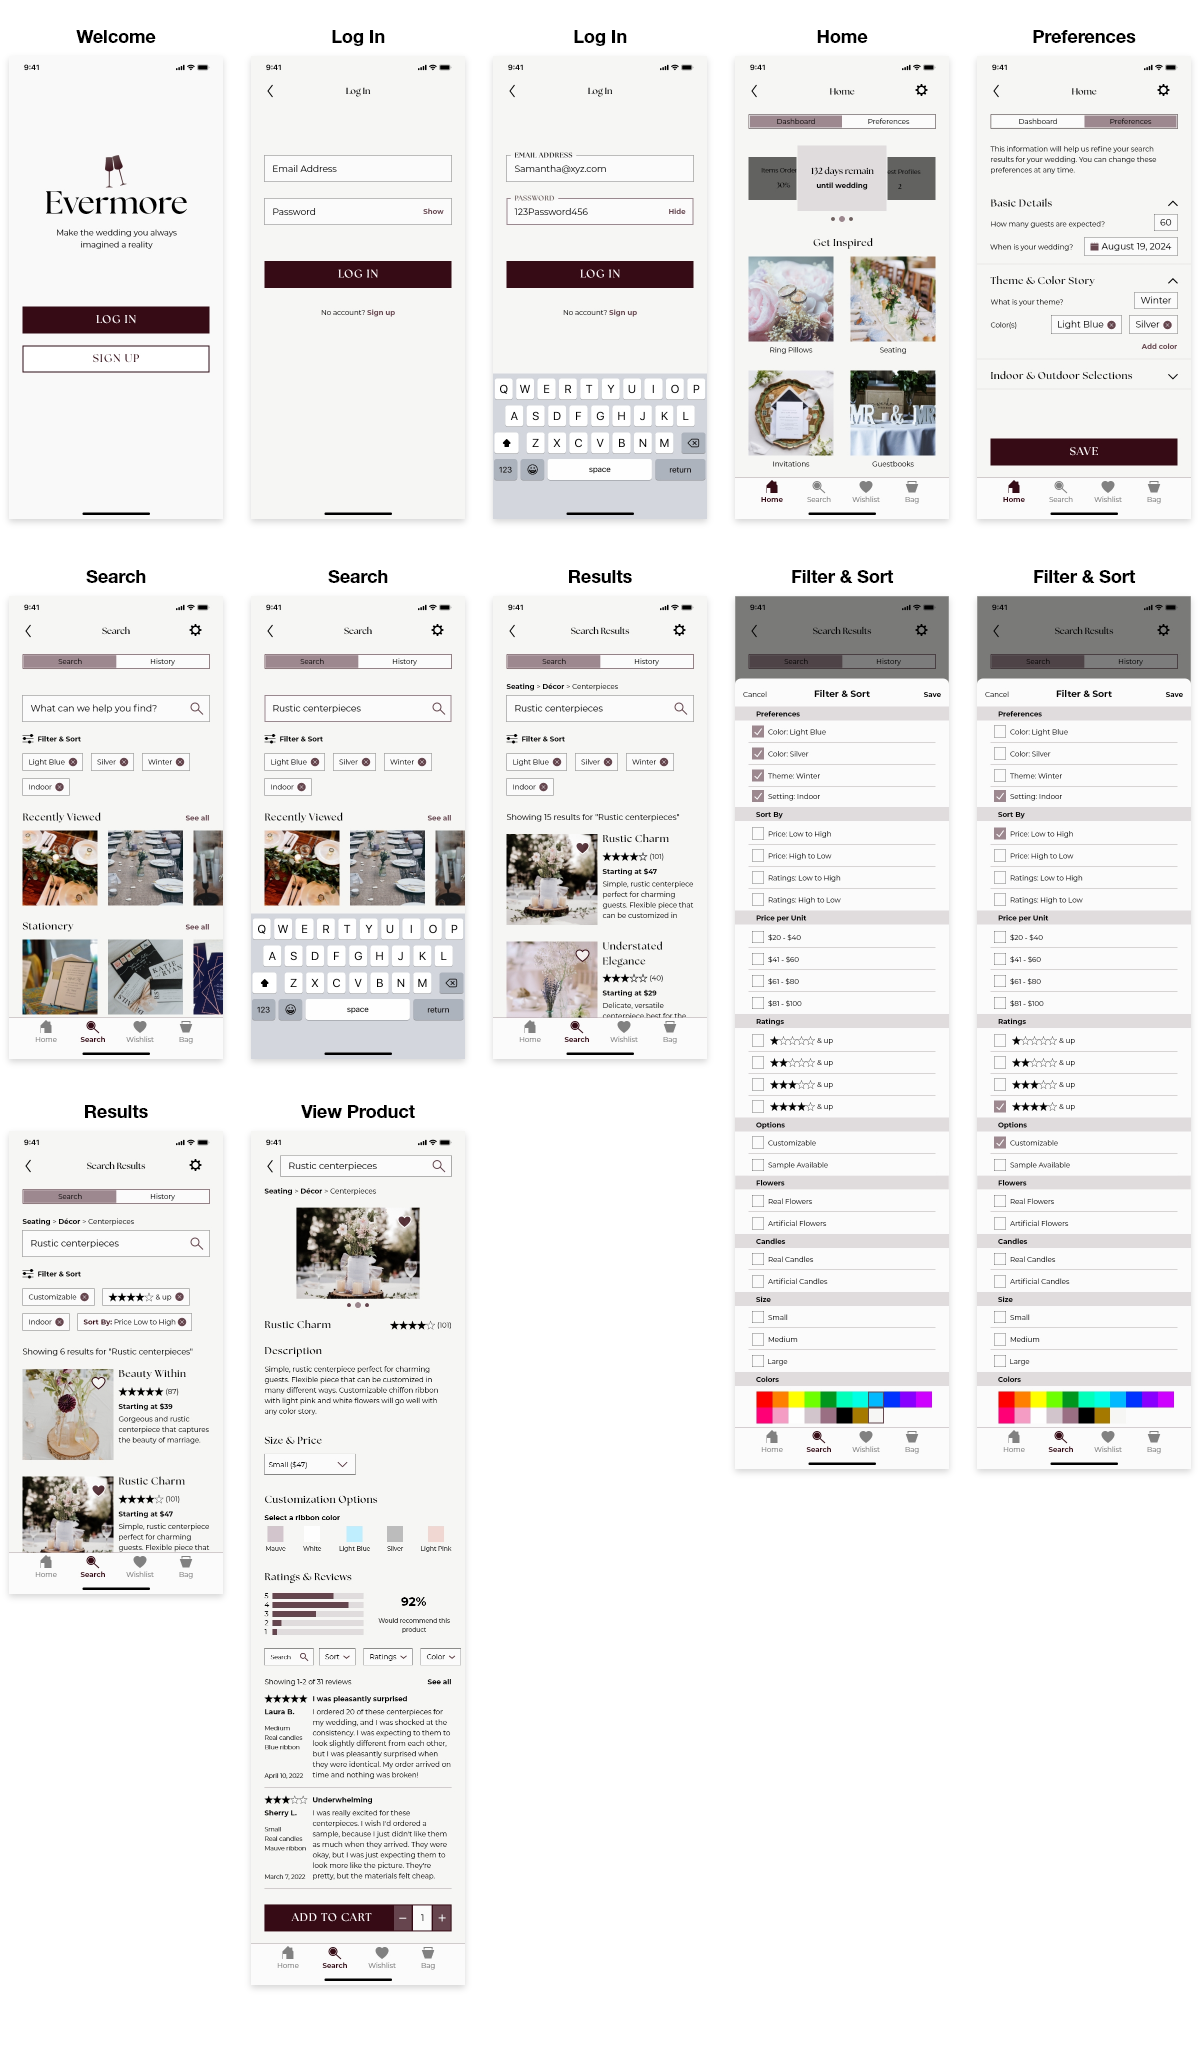 Welcome
9:41
Evermore
Make the wedding you always
imagined a reality
LOG IN
SIGN UP
Log In
9:41
Log In
Email Address
Password Show
LOG IN
No account? Sign up
Log In
9:41
Log In
EMAIL ADDRESS
Samantha@xyz.com
PASSWORD
123Password456 Hide
LOG IN
No account? Sign up
Q W E R T Y U I O P
A S D F G H J K L
Z X C V B N M
123 space return
Home
9:41
Home
Dashboard Preferences
Items Order 132 days remain est Profiles
30% until wedding 2
Get Inspired
Ring Pillows Seating
MR & MR
Invitations Guestbooks
Home Search Wishlist Bag
Preferences
9:41
Home
Dashboard Preferences
This information will help us refine your search
results for your wedding. You can change these
preferences at any time.
Basic Details
How many guests are expected? 60
When is your wedding? August 19, 2024
Theme & Color Story
What is your theme? Winter
Color(s) Light Blue Silver
Add color
Indoor & Outdoor Selections
SAVE
Home Search Wishlist Bag
Search
9:41
Search
Search History
What can we help you find?
Filter & Sort
Light Blue Silver Winter
Indoor
Recently Viewed See all
Stationery See all
KATIE
RYAN
Home Search Wishlist Bag
Search
9:41
Search
Search History
Rustic centerpieces
Filter & Sort
Light Blue Silver Winter
Indoor
Recently Viewed See all
Q W E R T Y U I O P
A S D F G H J K L
Z X C V B N M
123 space return
Results
9:41
Search Results
Search History
Seating > Décor > Centerpieces
Rustic centerpieces
Filter & Sort
Light Blue Silver Winter
Indoor
Showing 15 results for "Rustic centerpieces"
Rustic Charm
★★★★☆ (101)
Starting at $47
Simple, rustic centerpiece
perfect for charming
guests. Flexible piece that
can be customized in
Understated
Elegance
★★★☆☆ (40)
Starting at $29
Delicate, versatile
centerpiece best for the
Home Search Wishlist Bag
Filter & Sort
9:41
Search Results
Search History
Cancel Filter & Sort Save
Preferences
Color: Light Blue
Color: Silver
Theme: Winter
Setting: Indoor
Sort By
Price: Low to High
Price: High to Low
Ratings: Low to High
Ratings: High to Low
Price per Unit
$20 - $40
$41 - $60
$61 - $80
$81 - $100
Ratings
★☆☆☆☆ & up
★★☆☆☆ & up
★★★☆☆ & up
★★★★☆ & up
Options
Customizable
Sample Available
Flowers
Real Flowers
Artificial Flowers
Candles
Real Candles
Artificial Candles
Size
Small
Medium
Large
Colors
Home Search Wishlist Bag
Filter & Sort
9:41
Search Results
Search History
Cancel Filter & Sort Save
Preferences
Color: Light Blue
Color: Silver
Theme: Winter
Setting: Indoor
Sort By
Price: Low to High
Price: High to Low
Ratings: Low to High
Ratings: High to Low
Price per Unit
$20 - $40
$41 - $60
$61 - $80
$81 - $100
Ratings
★☆☆☆☆ & up
★★☆☆☆ & up
★★★☆☆ & up
★★★★☆ & up
Options
Customizable
Sample Available
Flowers
Real Flowers
Artificial Flowers
Candles
Real Candles
Artificial Candles
Size
Small
Medium
Large
Colors
Home Search Wishlist Bag
Results
9:41
Search Results
Search History
Seating > Décor > Centerpieces
Rustic centerpieces
Filter & Sort
Customizable ★★★★☆ & up
Indoor Sort By: Price Low to High
Showing 6 results for "Rustic centerpieces"
Beauty Within
★★★★★ (87)
Starting at $39
Gorgeous and rustic
centerpiece that captures
the beauty of marriage.
Rustic Charm
★★★★☆ (101)
Starting at $47
Simple, rustic centerpiece
perfect for charming
guests. Flexible piece that
Home Search Wishlist Bag
View Product
9:41
Rustic centerpieces
Seating > Décor > Centerpieces
Rustic Charm ★★★★☆ (101)
Description
Simple, rustic centerpiece perfect for charming
guests. Flexible piece that can be customized in
many different ways. Customizable chiffon ribbon
with light pink and white flowers will go well with
any color story.
Size & Price
Small ($47)
Customization Options
Select a ribbon color
Mauve White Light Blue Silver Light Pink
Ratings & Reviews
5
4
3
2
1
92%
Would recommend this
product
Search Sort Ratings Color
Showing 1-2 of 31 reviews See all
★★★★★ I was pleasantly surprised
Laura B.
Medium
Real candles
Blue ribbon
April 10, 2022
I ordered 20 of these centerpieces for
my wedding, and I was shocked at the
consistency. I was expecting to them to
look slightly different from each other,
but I was pleasantly surprised when
they were identical. My order arrived on
time and nothing was broken!
★★★☆☆ Underwhelming
Sherry L.
Small
Real candles
Mauve ribbon
March 7, 2022
I was really excited for these
centerpieces. I wish I'd ordered a
sample, because I just didn't like them
as much when they arrived. They were
okay, but I was just expecting them to
look more like the picture. They're
pretty, but the materials felt cheap.
ADD TO CART − 1 +
Home Search Wishlist Bag